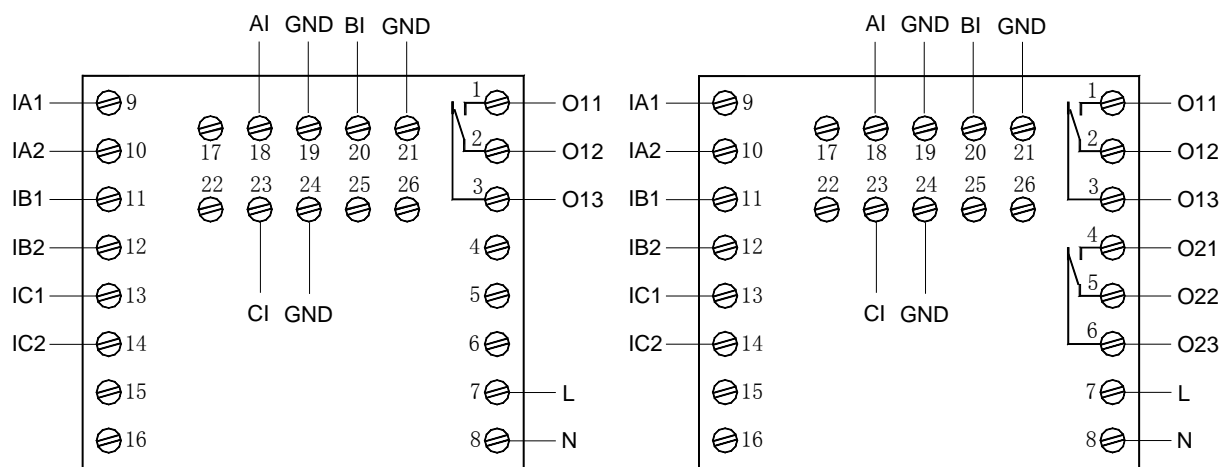 AI GND BI GND AI GND BI GND
IA1 9 1 O11 IA1 9 1 O11
IA2 10 17 18 19 20 21 2 O12 IA2 10 17 18 19 20 21 2 O12
IB1 11 22 23 24 25 26 3 O13 IB1 11 22 23 24 25 26 3 O13
IB2 12 4 IB2 12 4 O21
IC1 13 CI GND 5 IC1 13 CI GND 5 O22
IC2 14 6 IC2 14 6 O23
15 7 L 15 7 L
16 8 N 16 8 N